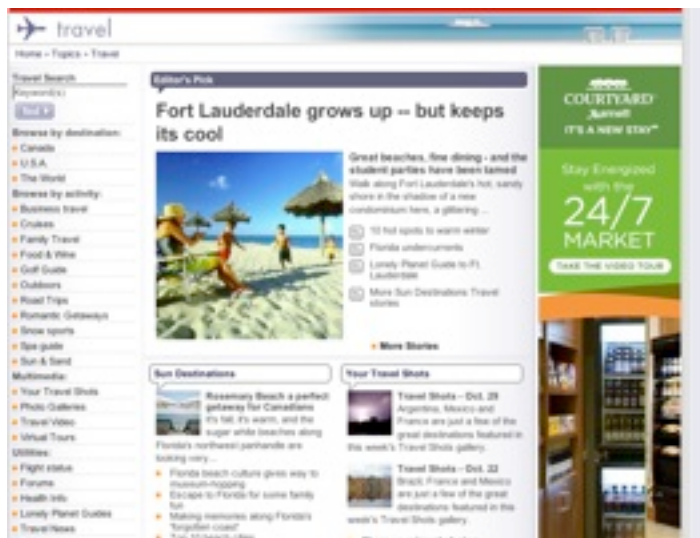 travel
Home - Topics - Travel
Travel Search
Keyword(s)
find
Browse by destination:
Canada
U.S.A.
The World
Browse by activity:
Business travel
Cruises
Family Travel
Food & Wine
Golf Guide
Outdoors
Road Trips
Romantic Getaways
Snow sports
Spa guide
Sun & Sand
Multimedia:
Your Travel Shots
Photo Galleries
Travel Video
Virtual Tours
Utilities:
Flight status
Forums
Health Info
Lonely Planet Guides
Travel News
Editor's Pick
Fort Lauderdale grows up -- but keeps
its cool
Great beaches, fine dining - and the
student parties have been tamed
Walk along Fort Lauderdale's hot, sandy
shore in the shadow of a new
condominium here, a glittering ...
10 hot spots to warm winter
Florida undercurrents
Lonely Planet Guide to Ft.
Lauderdale
More Sun Destinations Travel
stories
More Stories
Sun Destinations
Rosemary Beach a perfect
getaway for Canadians
It's fall, it's warm, and the
sugar white beaches along
Florida's northwest panhandle are
looking very...
Florida beach culture gives way to
museum-hopping
Escape to Florida for some family
fun
Making memories along Florida's
'forgotten coast'
Top 10 beach cities
Your Travel Shots
Travel Shots - Oct. 29
Argentina, Mexico and
France are just a few of the
great destinations featured in
this week's Travel Shots gallery.
Travel Shots - Oct. 22
Brazil, France and Mexico
are just a few of the great
destinations featured in this
week's Travel Shots gallery.
COURTYARD
Marriott
IT'S A NEW STAY™
Stay Energized
with the
24/7
MARKET
TAKE THE VIDEO TOUR